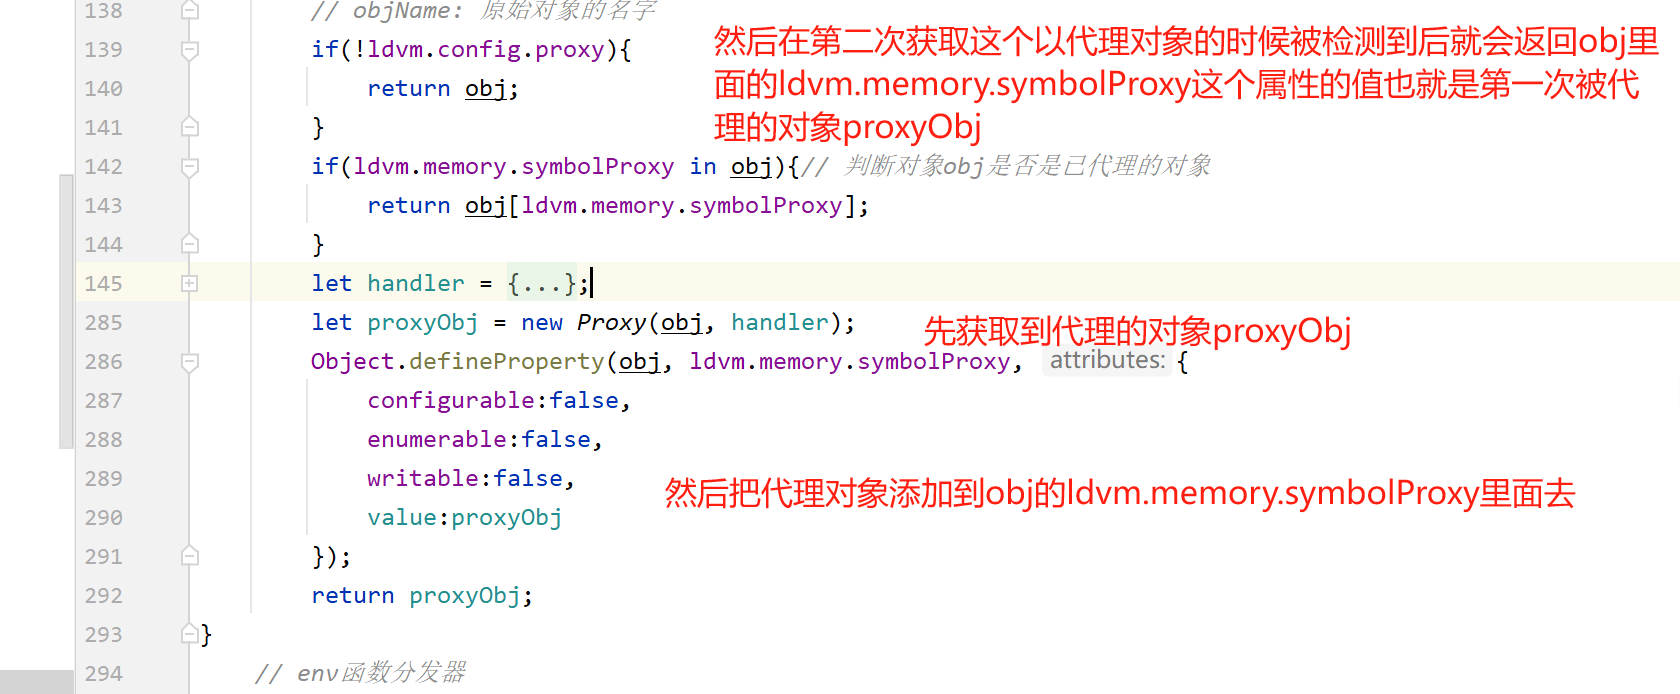 138 // objName: 原始对象的名字
139 if(!ldvm.config.proxy){
然后在第二次获取这个以代理对象的时候被检测到后就会返回obj里
面的ldvm.memory.symbolProxy这个属性的值也就是第一次被代
理的对象proxyObj
140 return obj;
141 }
142 if(ldvm.memory.symbolProxy in obj){// 判断对象obj是否是已代理的对象
143 return obj[ldvm.memory.symbolProxy];
144 }
145 let handler = {...};
285 let proxyObj = new Proxy(obj, handler);
先获取到代理的对象proxyObj
286 Object.defineProperty(obj, ldvm.memory.symbolProxy, attributes: {
287 configurable:false,
288 enumerable:false,
289 writable:false,
然后把代理对象添加到obj的ldvm.memory.symbolProxy里面去
290 value:proxyObj
291 });
292 return proxyObj;
293 }
294 // env函数分发器